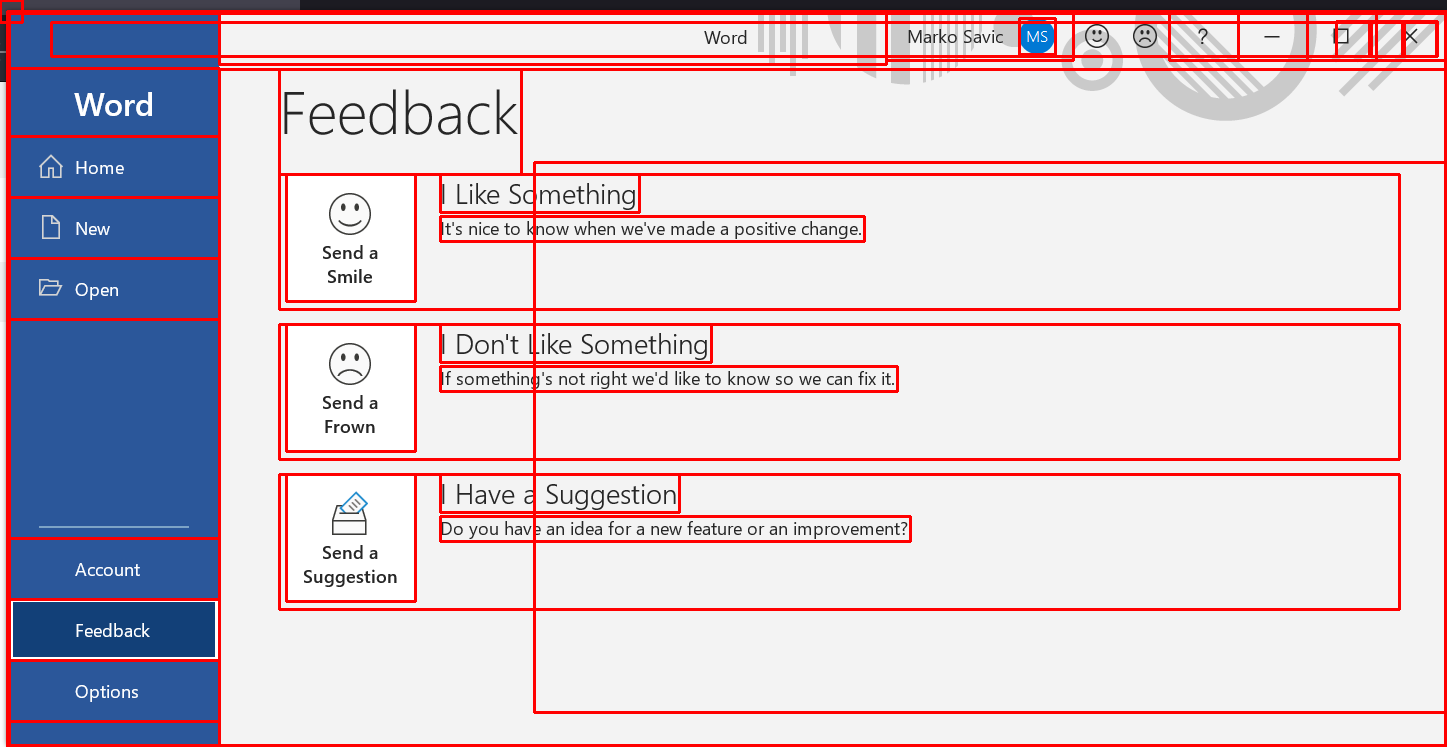 Word
Marko Savic MS
?
Word
Home
New
Open
Account
Feedback
Options
Feedback
Send a
Smile
I Like Something
It's nice to know when we've made a positive change.
Send a
Frown
I Don't Like Something
If something's not right we'd like to know so we can fix it.
Send a
Suggestion
I Have a Suggestion
Do you have an idea for a new feature or an improvement?